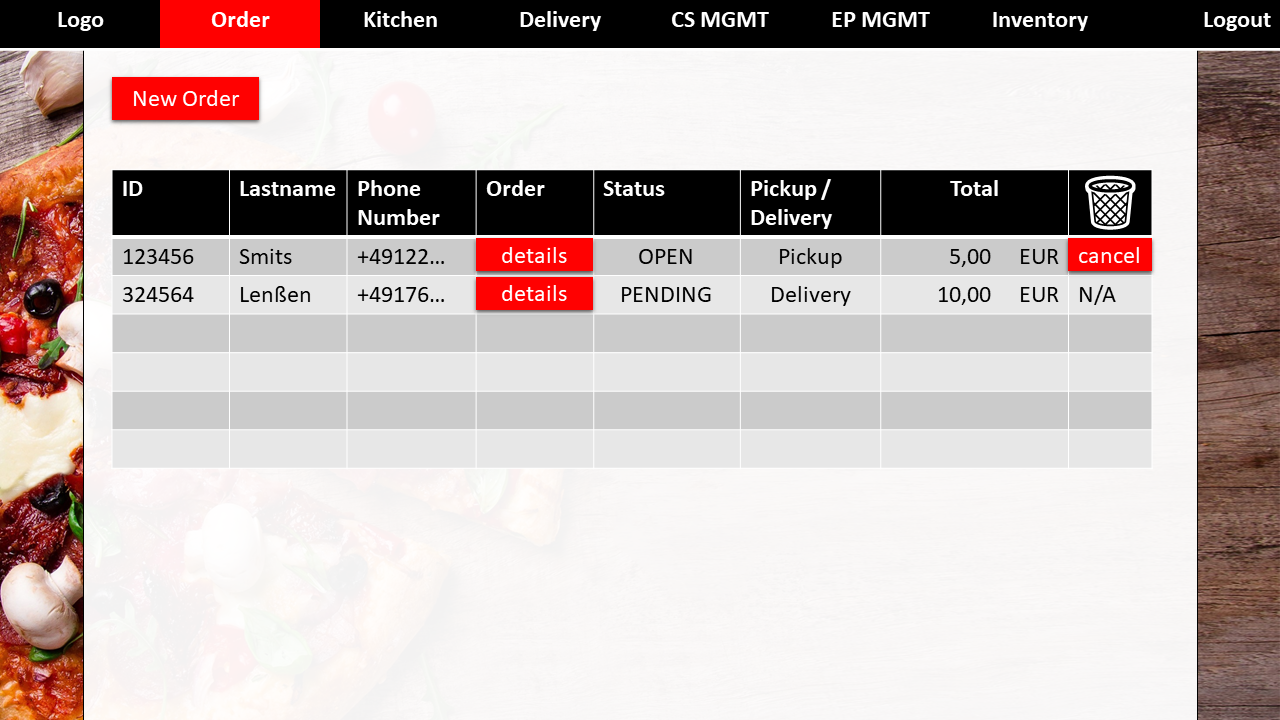 Logo Order Kitchen Delivery CS MGMT EP MGMT Inventory Logout
New Order
ID Lastname Phone Number Order Status Pickup / Delivery Total
123456 Smits +49122... details OPEN Pickup 5,00 EUR cancel
324564 Lenßen +49176... details PENDING Delivery 10,00 EUR N/A